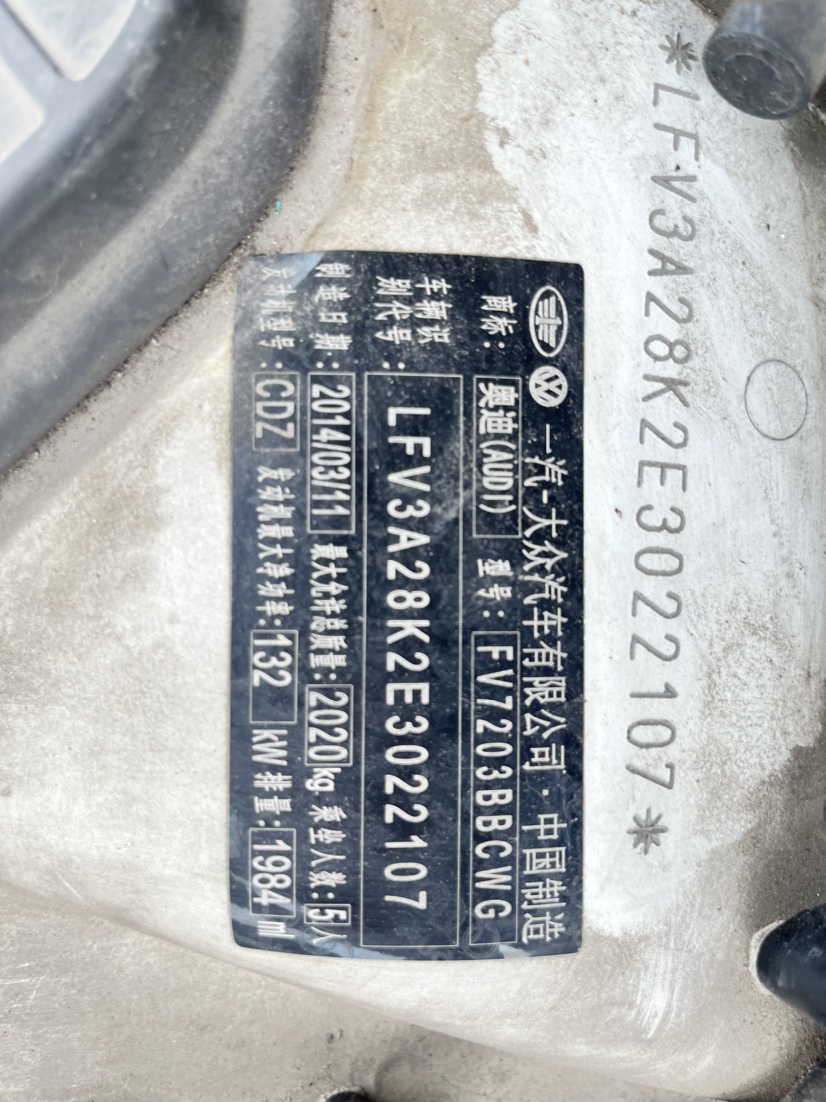 *LFV3A28K2E3022107*
一汽-大众汽车有限公司·中国制造
商标: 奥迪(AUDI) 型号: FV7203BBCWG
车辆识
别代号: LFV3A28K2E3022107
制造日期: 2014/03/11 最大允许总质量: 2020kg 乘坐人数: 5人
发动机型号: CDZ 发动机最大净功率: 132 kW 排量: 1984 ml